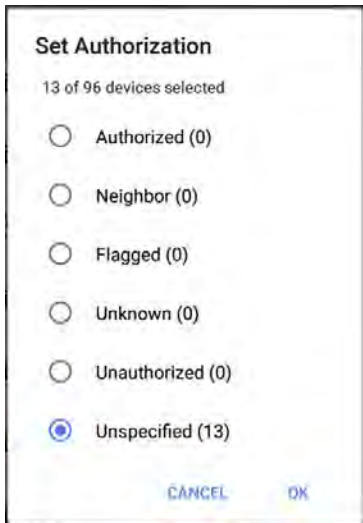 Set Authorization
13 of 96 devices selected
Authorized (0)
Neighbor (0)
Flagged (0)
Unknown (0)
Unauthorized (0)
Unspecified (13)
CANCEL OK